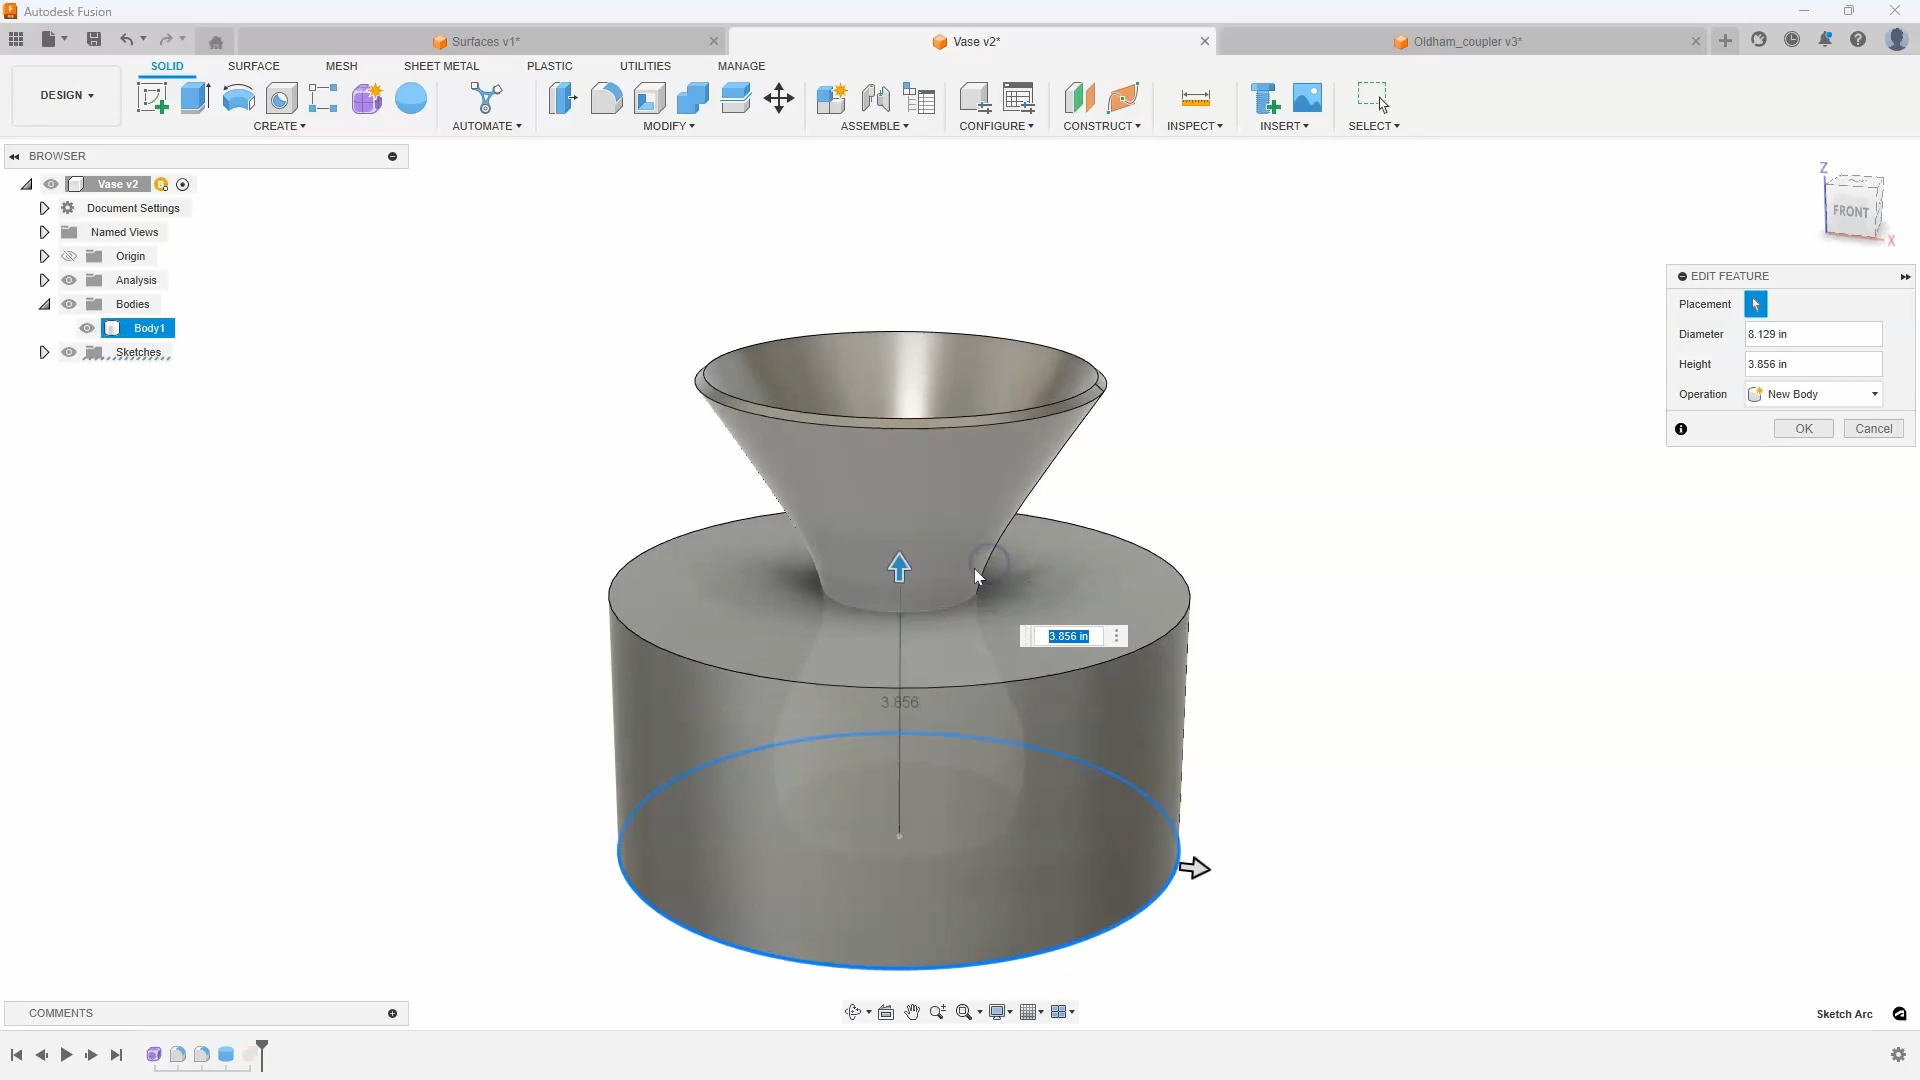 Autodesk Fusion
Surfaces v1*
Vase v2*
Oldham_coupler v3*
DESIGN
SOLID
SURFACE
MESH
SHEET METAL
PLASTIC
UTILITIES
MANAGE
CREATE
AUTOMATE
MODIFY
ASSEMBLE
CONFIGURE
CONSTRUCT
INSPECT
INSERT
SELECT
BROWSER
Vase v2
Document Settings
Named Views
Origin
Analysis
Bodies
Body1
Sketches
Z
FRONT
X
EDIT FEATURE
Placement
Diameter 8.129 in
Height 3.856 in
Operation New Body
OK Cancel
3.856 in
3.856
COMMENTS
Sketch Arc